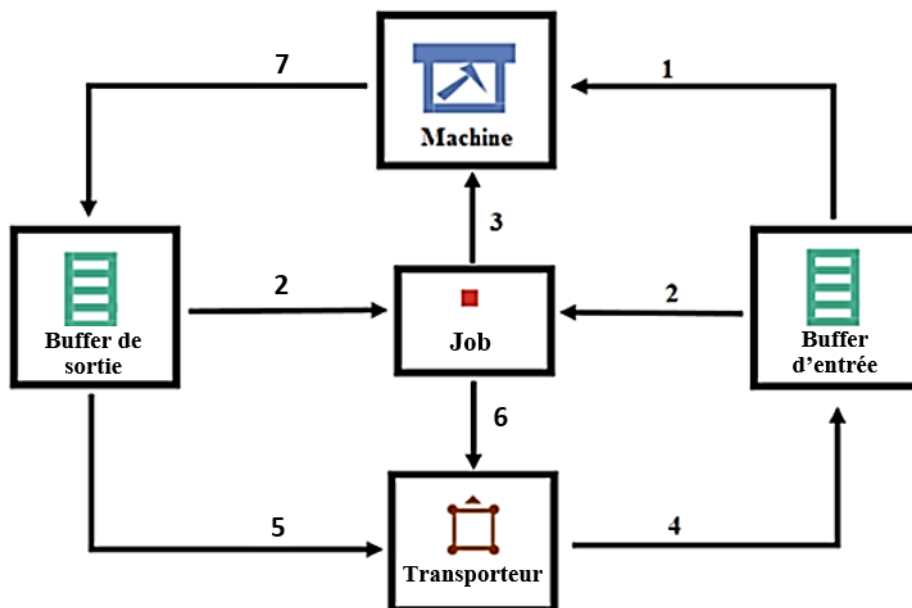 7
1
Machine
3
2
2
Buffer de
sortie
Job
Buffer
d’entrée
6
5
4
Transporteur